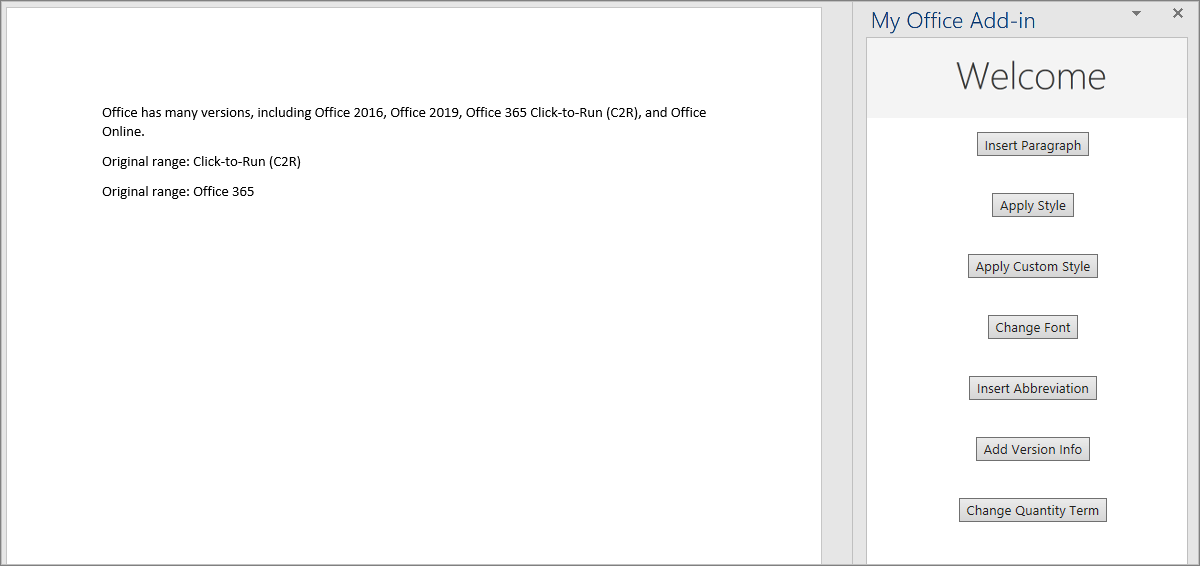 Office has many versions, including Office 2016, Office 2019, Office 365 Click-to-Run (C2R), and Office
Online.
Original range: Click-to-Run (C2R)
Original range: Office 365
My Office Add-in
Welcome
Insert Paragraph
Apply Style
Apply Custom Style
Change Font
Insert Abbreviation
Add Version Info
Change Quantity Term